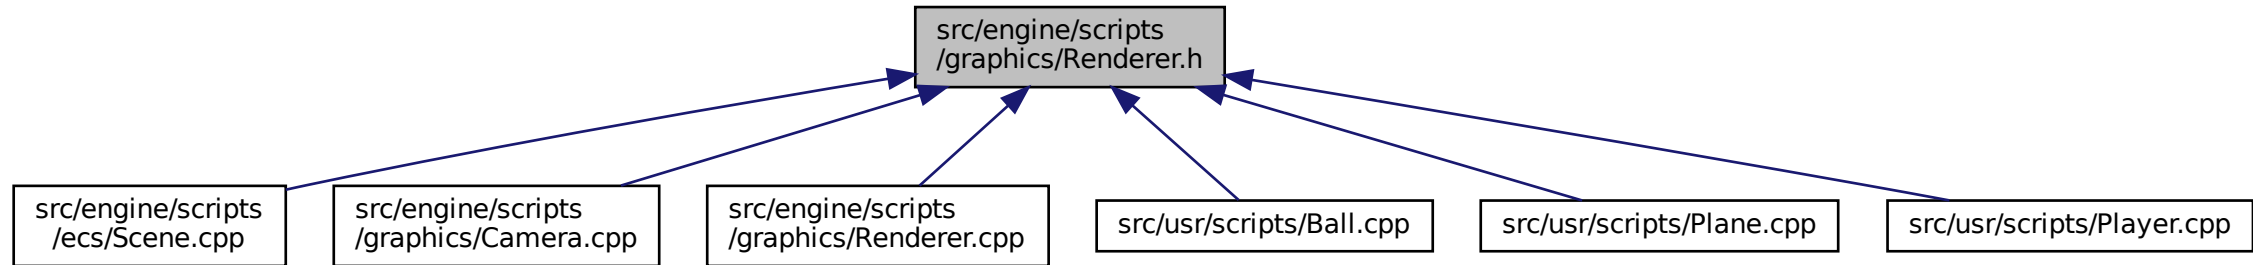 src/engine/scripts
/graphics/Renderer.h
src/engine/scripts
/ecs/Scene.cpp
src/engine/scripts
/graphics/Camera.cpp
src/engine/scripts
/graphics/Renderer.cpp
src/usr/scripts/Ball.cpp
src/usr/scripts/Plane.cpp
src/usr/scripts/Player.cpp